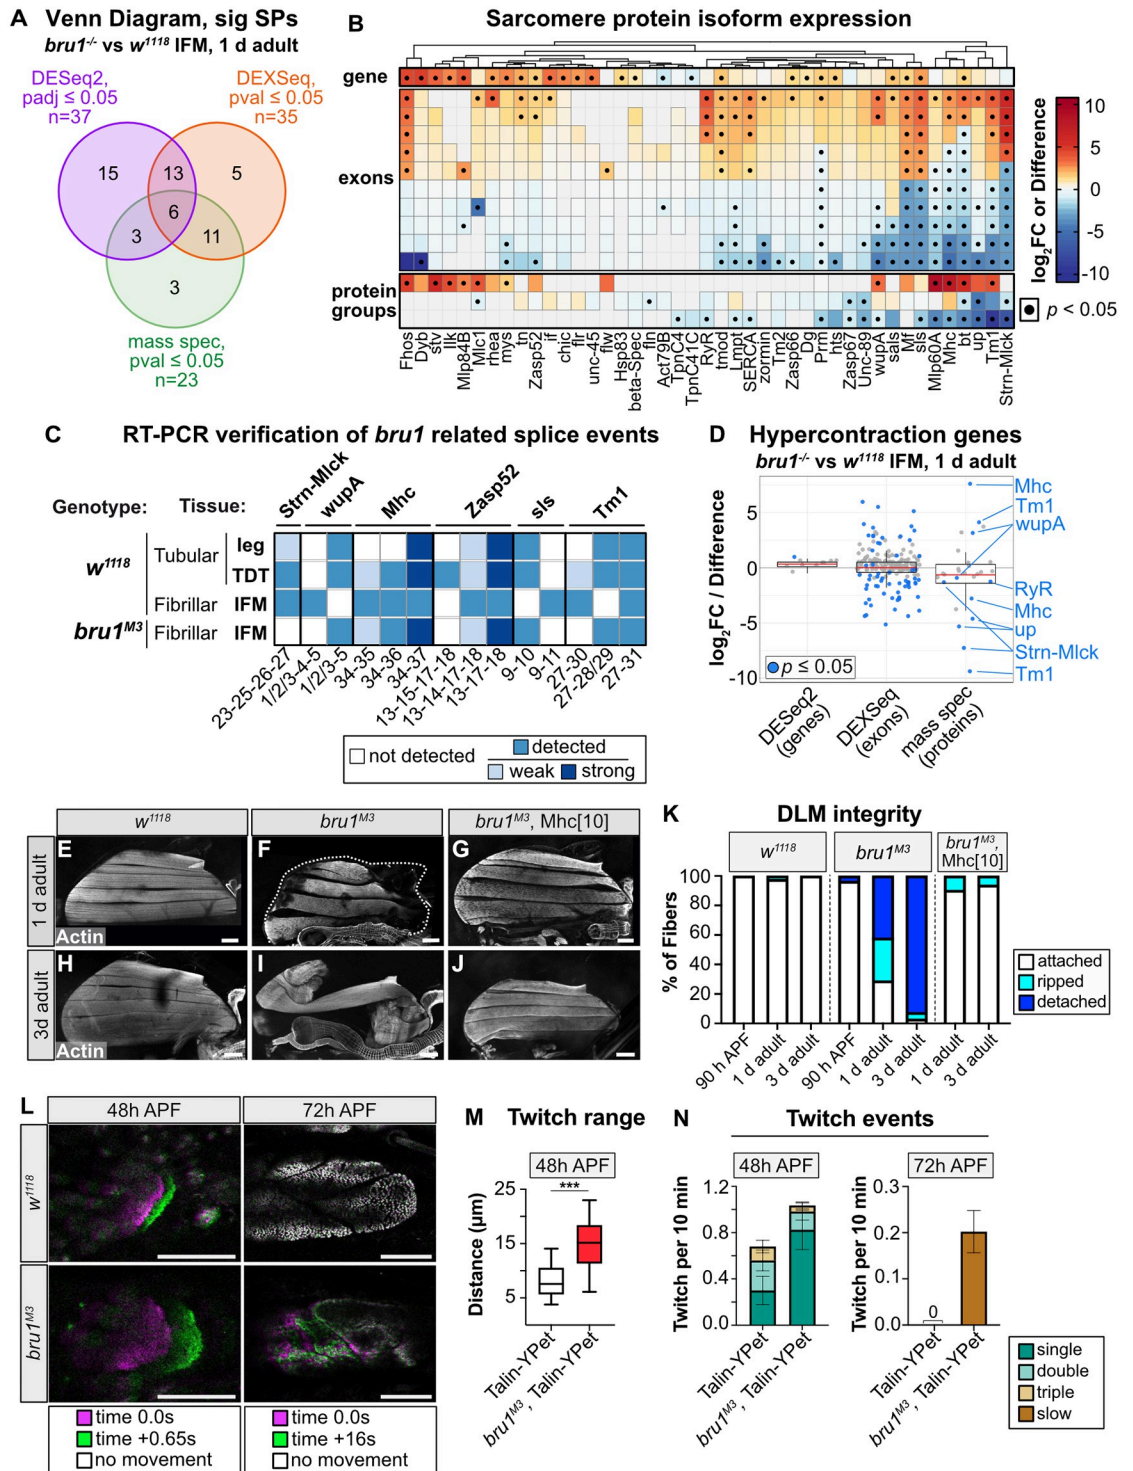 A
Venn Diagram, sig SPs
bru1-/- vs w1118 IFM, 1 d adult
DESeq2,
padj ≤ 0.05
n=37
DEXSeq,
pval ≤ 0.05
n=35
15
13
5
6
3
11
3
mass spec,
pval ≤ 0.05
n=23
B
Sarcomere protein isoform expression
gene
exons
protein
groups
Fhos
Dyb
stv
Ilk
Mlp84B
Mlc1
rhea
mys
tn
Zasp52
if
chic
flr
unc-45
flw
Hsp83
beta-Spec
fln
Act79B
TpnC4
TpnC41C
RyR
tmod
Lmpt
SERCA
zormin
Tm2
Zasp66
Dg
Prm
hts
Zasp67
Unc-89
wupA
sals
Mf
sls
Mlp60A
Mhc
bt
up
Tm1
Strn-Mlck
log2FC or Difference
10
5
0
-5
-10
p < 0.05
C
RT-PCR verification of bru1 related splice events
Genotype:
Tissue:
Strn-Mlck
wupA
Mhc
Zasp52
sls
Tm1
w1118
Tubular
leg
TDT
Fibrillar
IFM
bru1M3
Fibrillar
IFM
23-25-26-27
1/2/3-4-5
1/2/3-5
34-35
34-36
34-37
13-15-17-18
13-14-17-18
13-17-18
9-10
9-11
27-30
27-28/29
27-31
not detected
detected
weak
strong
D
Hypercontraction genes
bru1-/- vs w1118 IFM, 1 d adult
log2FC / Difference
5
0
-5
-10
p ≤ 0.05
Mhc
Tm1
wupA
RyR
Mhc
up
Strn-Mlck
Tm1
DESeq2
(genes)
DEXSeq
(exons)
mass spec
(proteins)
w1118
bru1M3
bru1M3, Mhc[10]
1 d adult
E
Actin
F
G
3d adult
H
Actin
I
J
K
DLM integrity
w1118
bru1M3
bru1M3,
Mhc[10]
% of Fibers
100
80
60
40
20
0
90 h APF
1 d adult
3 d adult
90 h APF
1 d adult
3 d adult
1 d adult
3 d adult
attached
ripped
detached
L
48h APF
72h APF
w1118
bru1M3
time 0.0s
time +0.65s
no movement
time 0.0s
time +16s
no movement
M
Twitch range
48h APF
***
Distance (µm)
25
15
5
Talin-YPet
bru1M3, Talin-YPet
N
Twitch events
48h APF
Twitch per 10 min
1.2
0.8
0.4
0.0
Talin-YPet
bru1M3, Talin-YPet
72h APF
Twitch per 10 min
0.3
0.2
0.1
0.0
0
Talin-YPet
bru1M3, Talin-YPet
single
double
triple
slow